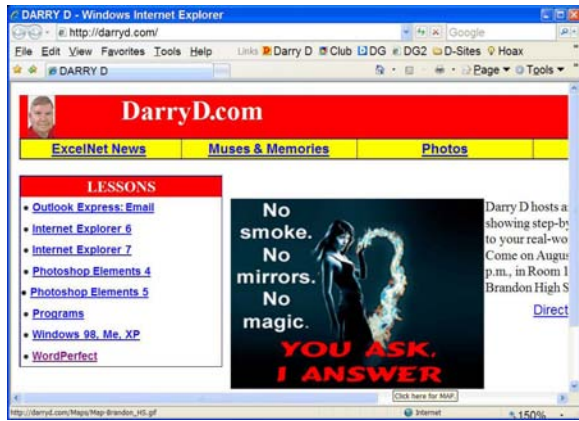 DARRY D - Windows Internet Explorer
http://darryd.com/
Google
File Edit View Favorites Tools Help
Links Darry D Club DG DG2 D-Sites Hoax
DARRY D
Page Tools
DarryD.com
ExcelNet News Muses & Memories Photos
LESSONS
• Outlook Express: Email
• Internet Explorer 6
• Internet Explorer 7
• Photoshop Elements 4
• Photoshop Elements 5
• Programs
• Windows 98, Me, XP
• WordPerfect
No
smoke.
No
mirrors.
No
magic.
YOU ASK,
I ANSWER
Darry D hosts a
showing step-by
to your real-wo
Come on Augus
p.m., in Room 1
Brandon High S
Direct
Click here for MAP.
http://darryd.com/Maps/Map-Brandon_HS.gif
Internet
150%